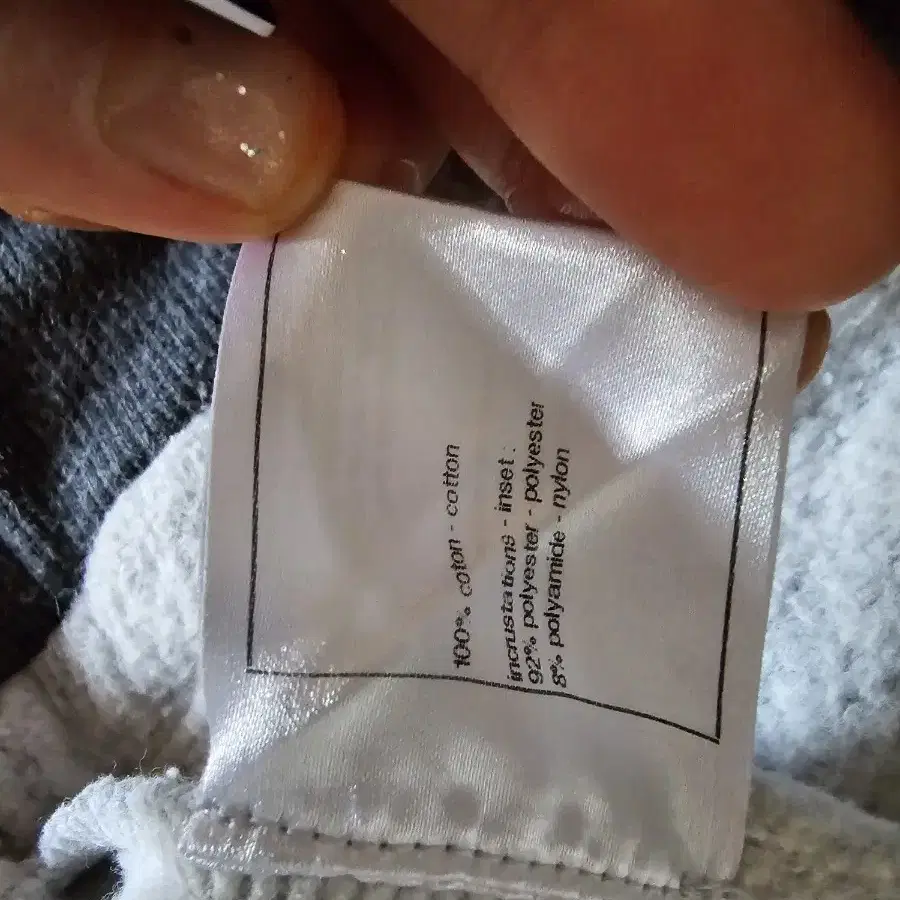 100% coton - cotton
incrustations - inset :
92% polyester - polyester
8% polyamide - nylon